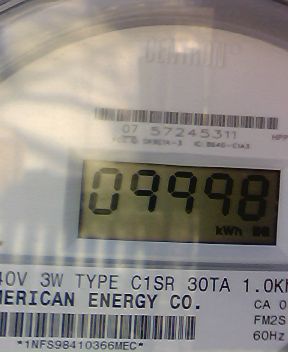 CENTRON®
07 57245311
09998
kWh
40V 3W TYPE C1SR 30TA 1.0K
MERICAN ENERGY CO.
CA 0
FM2S
60Hz
*1NFS98410366MEC*